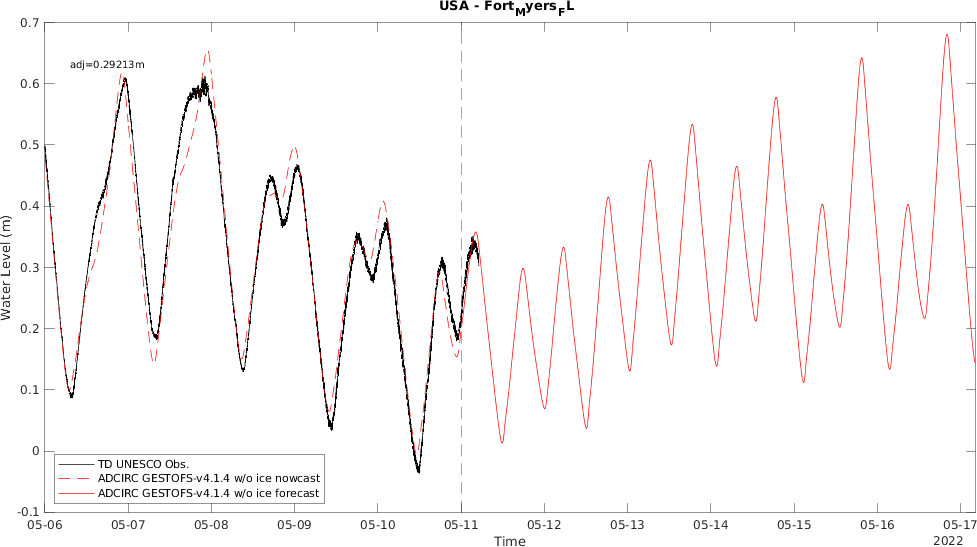 USA - Fort_Myers_FL
adj=0.29213m
0.7
0.6
0.5
0.4
0.3
0.2
0.1
0
-0.1
Water Level (m)
TD UNESCO Obs.
ADCIRC GESTOFS-v4.1.4 w/o ice nowcast
ADCIRC GESTOFS-v4.1.4 w/o ice forecast
05-06 05-07 05-08 05-09 05-10 05-11 05-12 05-13 05-14 05-15 05-16 05-17
Time
2022